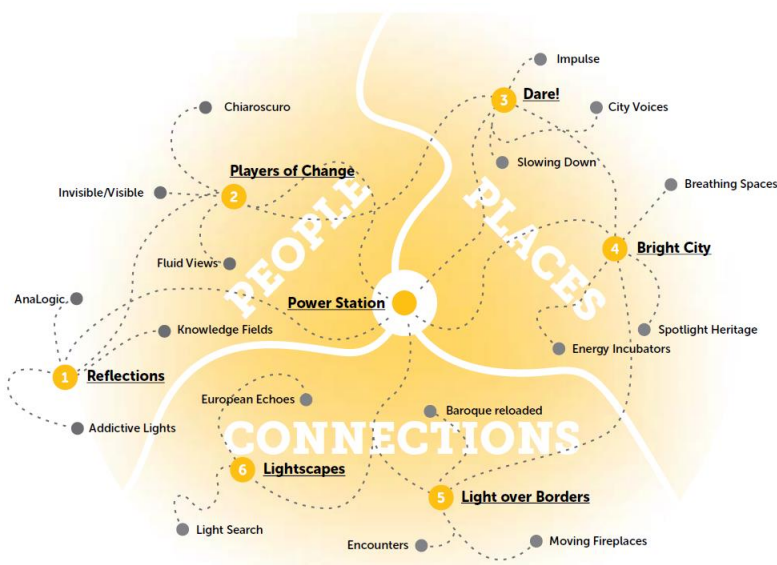 Impulse
3
Dare!
Chiaroscuro
City Voices
Players of Change
Slowing Down
Invisible/Visible
2
Breathing Spaces
PEOPLE
PLACES
4
Bright City
Fluid Views
AnaLogic
Power Station
Knowledge Fields
Spotlight Heritage
Energy Incubators
1
Reflections
European Echoes
Baroque reloaded
Addictive Lights
CONNECTIONS
6
Lightscapes
5
Light over Borders
Light Search
Encounters
Moving Fireplaces